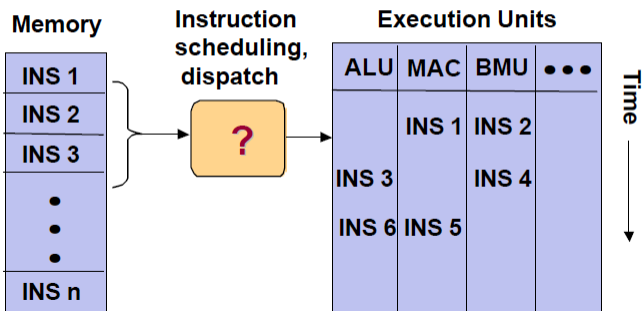 Memory
INS 1
INS 2
INS 3
INS n
Instruction
scheduling,
dispatch
?
Execution Units
ALU MAC BMU
INS 1 INS 2
INS 3 INS 4
INS 6 INS 5
Time